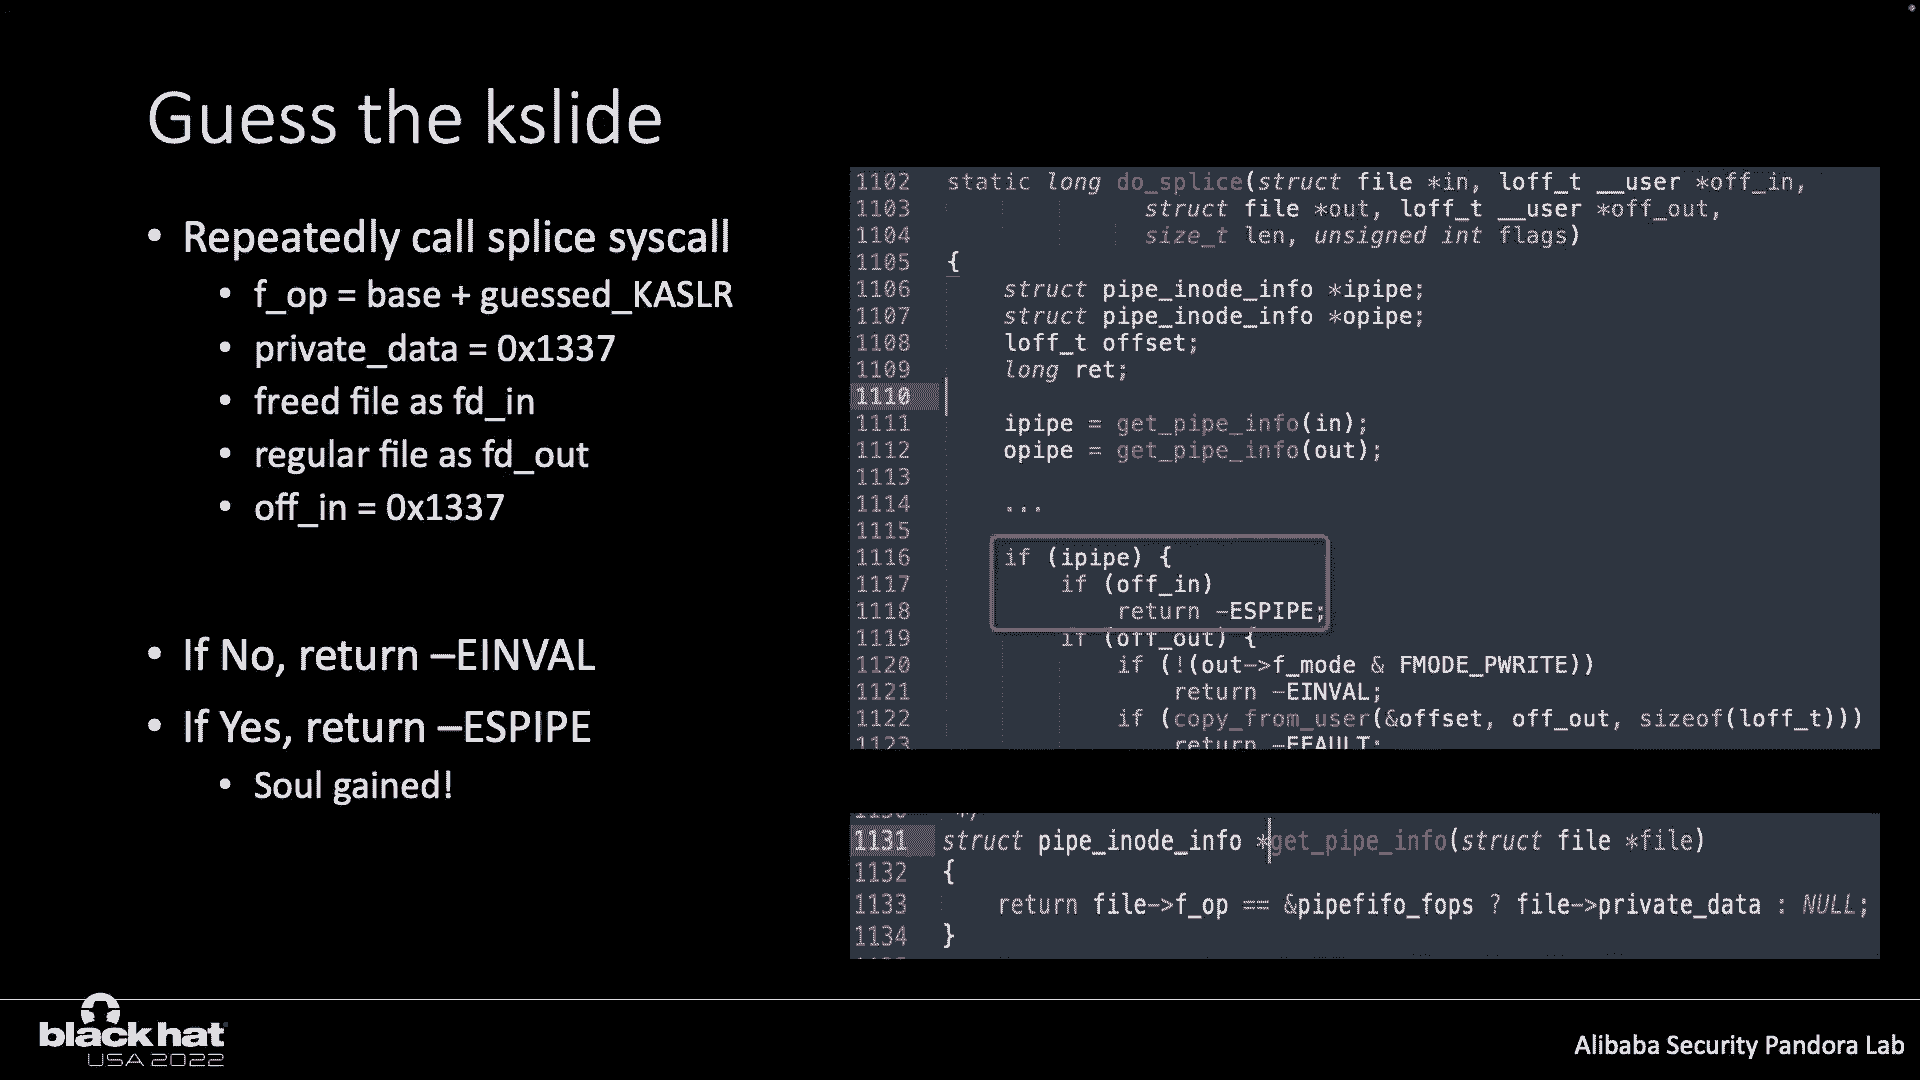 Guess the kslide
• Repeatedly call splice syscall
• f_op = base + guessed_KASLR
• private_data = 0x1337
• freed file as fd_in
• regular file as fd_out
• off_in = 0x1337
• If No, return –EINVAL
• If Yes, return –ESPIPE
• Soul gained!
1102 static long do_splice(struct file *in, loff_t __user *off_in,
1103 struct file *out, loff_t __user *off_out,
1104 size_t len, unsigned int flags)
1105 {
1106 struct pipe_inode_info *ipipe;
1107 struct pipe_inode_info *opipe;
1108 loff_t offset;
1109 long ret;
1110
1111 ipipe = get_pipe_info(in);
1112 opipe = get_pipe_info(out);
1113
1114 ...
1115
1116 if (ipipe) {
1117 if (off_in)
1118 return -ESPIPE;
1119 if (off_out) {
1120 if (!(out->f_mode & FMODE_PWRITE))
1121 return -EINVAL;
1122 if (copy_from_user(&offset, off_out, sizeof(loff_t)))
1123 return -EFAULT;
1130 */
1131 struct pipe_inode_info *get_pipe_info(struct file *file)
1132 {
1133 return file->f_op == &pipefifo_fops ? file->private_data : NULL;
1134 }
black hat
USA 2022
Alibaba Security Pandora Lab